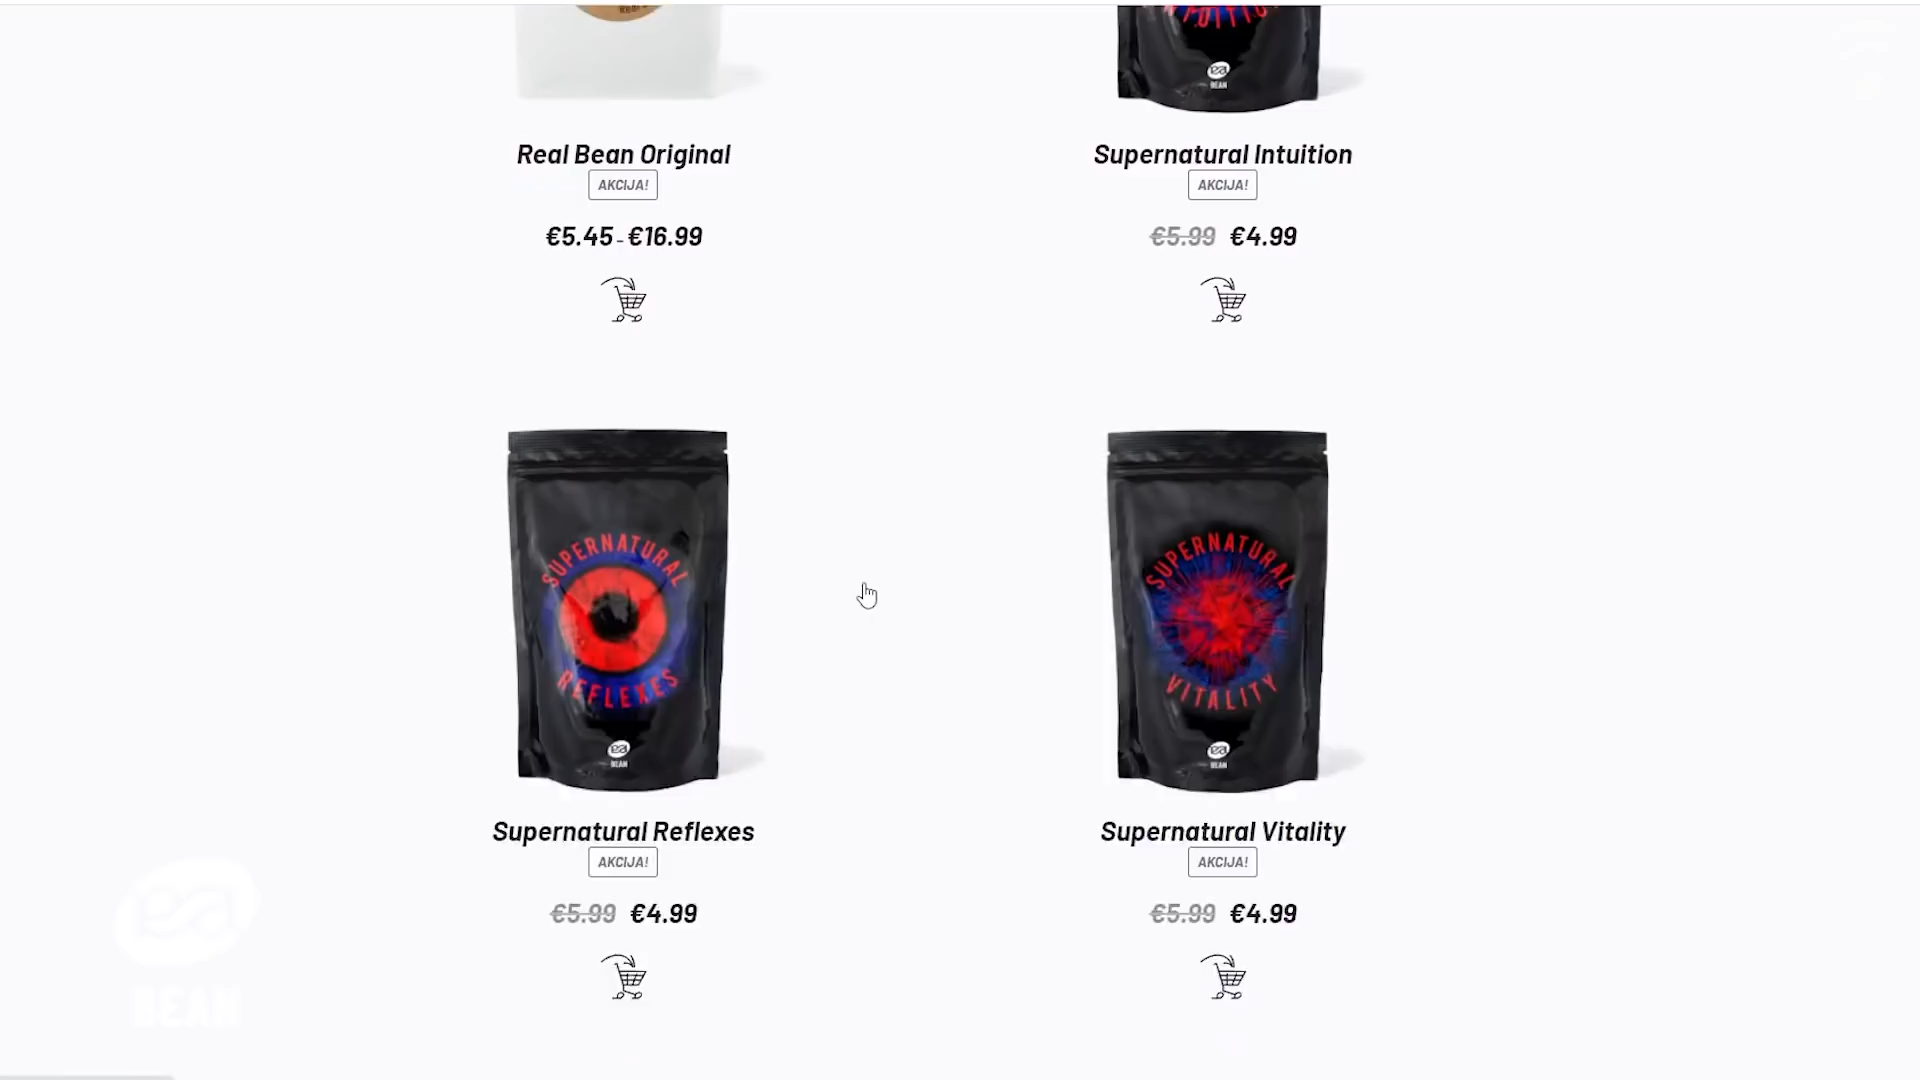 Real Bean Original
AKCIJA!
€5.45 - €16.99
BEAN
Supernatural Intuition
AKCIJA!
€5.99 €4.99
SUPERNATURAL
REFLEXES
BEAN
Supernatural Reflexes
AKCIJA!
€5.99 €4.99
SUPERNATURAL
VITALITY
BEAN
Supernatural Vitality
AKCIJA!
€5.99 €4.99
BEAN